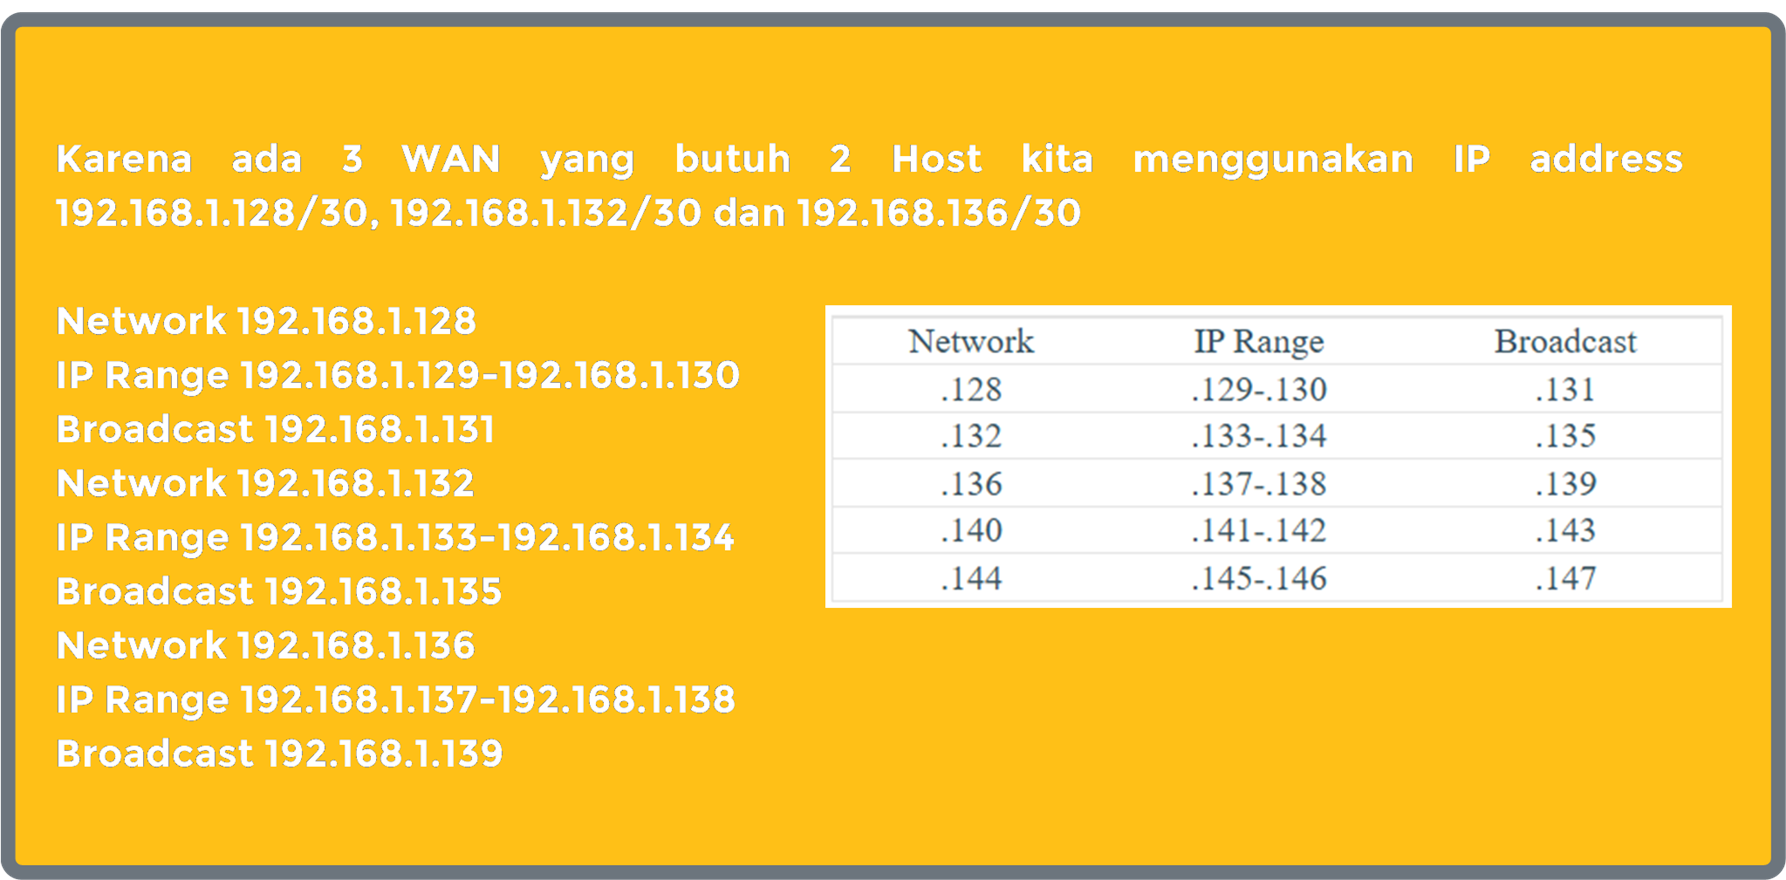 Karena ada 3 WAN yang butuh 2 Host kita menggunakan IP address
192.168.1.128/30, 192.168.1.132/30 dan 192.168.136/30
Network 192.168.1.128
IP Range 192.168.1.129-192.168.1.130
Broadcast 192.168.1.131
Network 192.168.1.132
IP Range 192.168.1.133-192.168.1.134
Broadcast 192.168.1.135
Network 192.168.1.136
IP Range 192.168.1.137-192.168.1.138
Broadcast 192.168.1.139
Network IP Range Broadcast
.128 .129-.130 .131
.132 .133-.134 .135
.136 .137-.138 .139
.140 .141-.142 .143
.144 .145-.146 .147